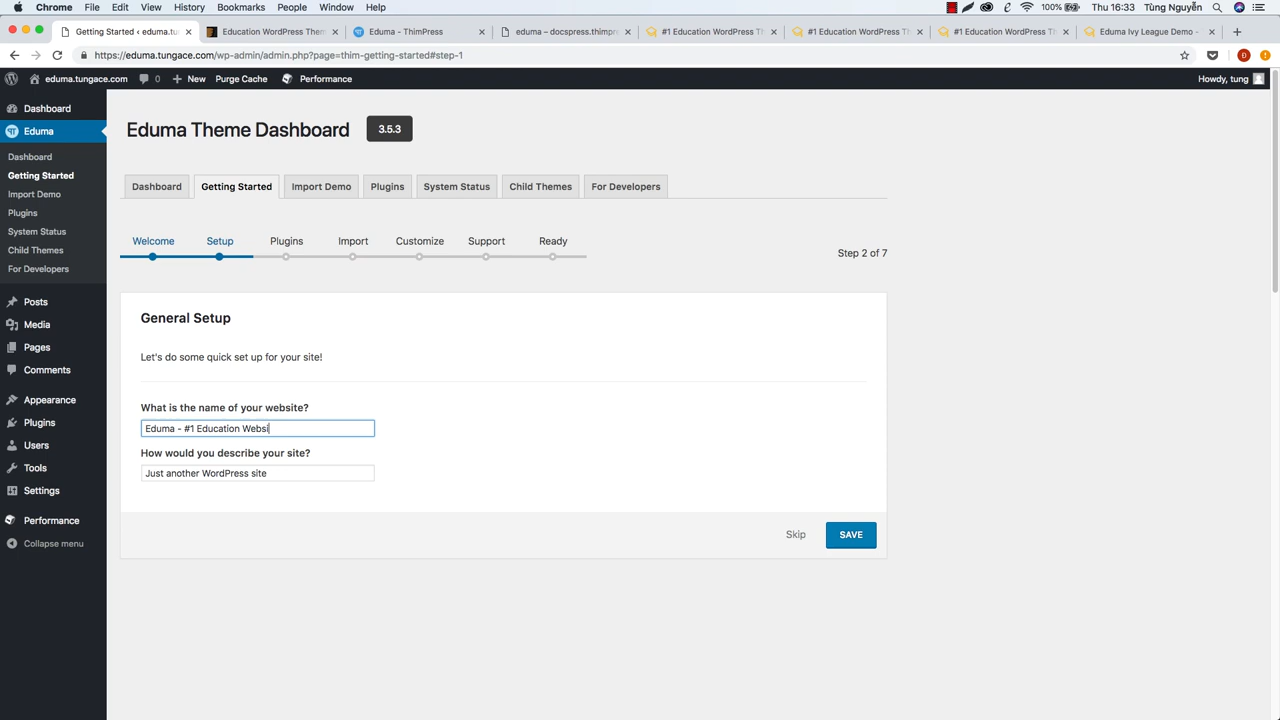 Chrome File Edit View History Bookmarks People Window Help 100% Thu 16:33 Tùng Nguyễn
Getting Started ‹ eduma.tun Education WordPress Them Eduma - ThimPress eduma – docspress.thimpre #1 Education WordPress Th #1 Education WordPress Th #1 Education WordPress Th Eduma Ivy League Demo -
https://eduma.tungace.com/wp-admin/admin.php?page=thim-getting-started#step-1
eduma.tungace.com 0 New Purge Cache Performance Howdy, tung
Dashboard
Eduma
Dashboard
Getting Started
Import Demo
Plugins
System Status
Child Themes
For Developers
Posts
Media
Pages
Comments
Appearance
Plugins
Users
Tools
Settings
Performance
Collapse menu
Eduma Theme Dashboard 3.5.3
Dashboard Getting Started Import Demo Plugins System Status Child Themes For Developers
Welcome Setup Plugins Import Customize Support Ready
Step 2 of 7
General Setup
Let's do some quick set up for your site!
What is the name of your website?
Eduma - #1 Education Websi
How would you describe your site?
Just another WordPress site
Skip SAVE